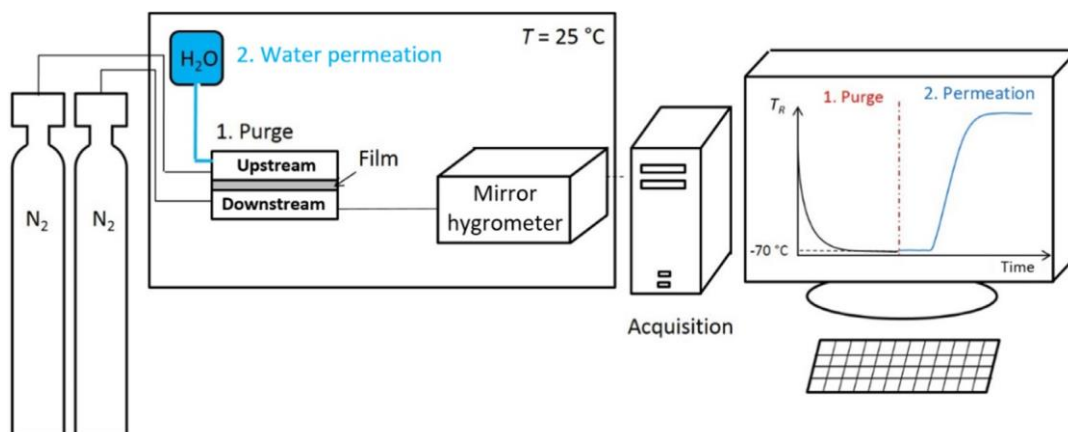 T = 25 °C
H2O
2. Water permeation
1. Purge
Upstream
Film
Downstream
N2
N2
Mirror
hygrometer
Acquisition
TR
1. Purge
2. Permeation
-70 °C
Time